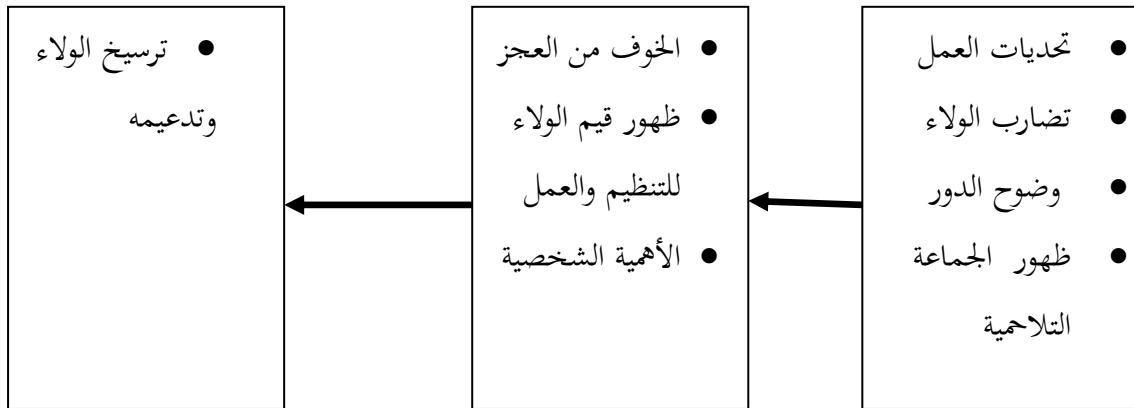 ● تحديات العمل
● تضارب الولاء
● وضوح الدور
● ظهور الجماعة
التلاحمية
● الخوف من العجز
● ظهور قيم الولاء
للتنظيم والعمل
● الأهمية الشخصية
● ترسيخ الولاء
وتدعيمه